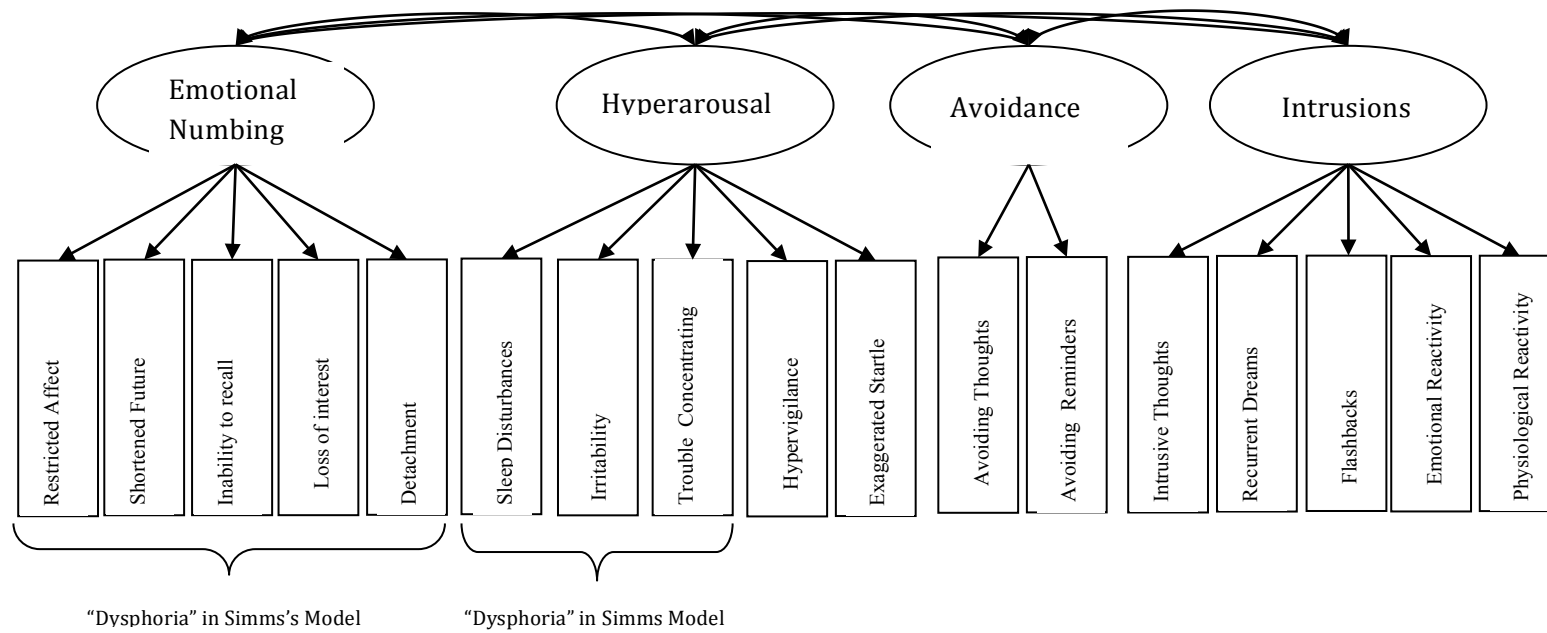 Emotional
Numbing
Hyperarousal
Avoidance
Intrusions
Restricted Affect
Shortened Future
Inability to recall
Loss of interest
Detachment
Sleep Disturbances
Irritability
Trouble Concentrating
Hypervigilance
Exaggerated Startle
Avoiding Thoughts
Avoiding Reminders
Intrusive Thoughts
Recurrent Dreams
Flashbacks
Emotional Reactivity
Physiological Reactivity
“Dysphoria” in Simms’s Model
“Dysphoria” in Simms Model